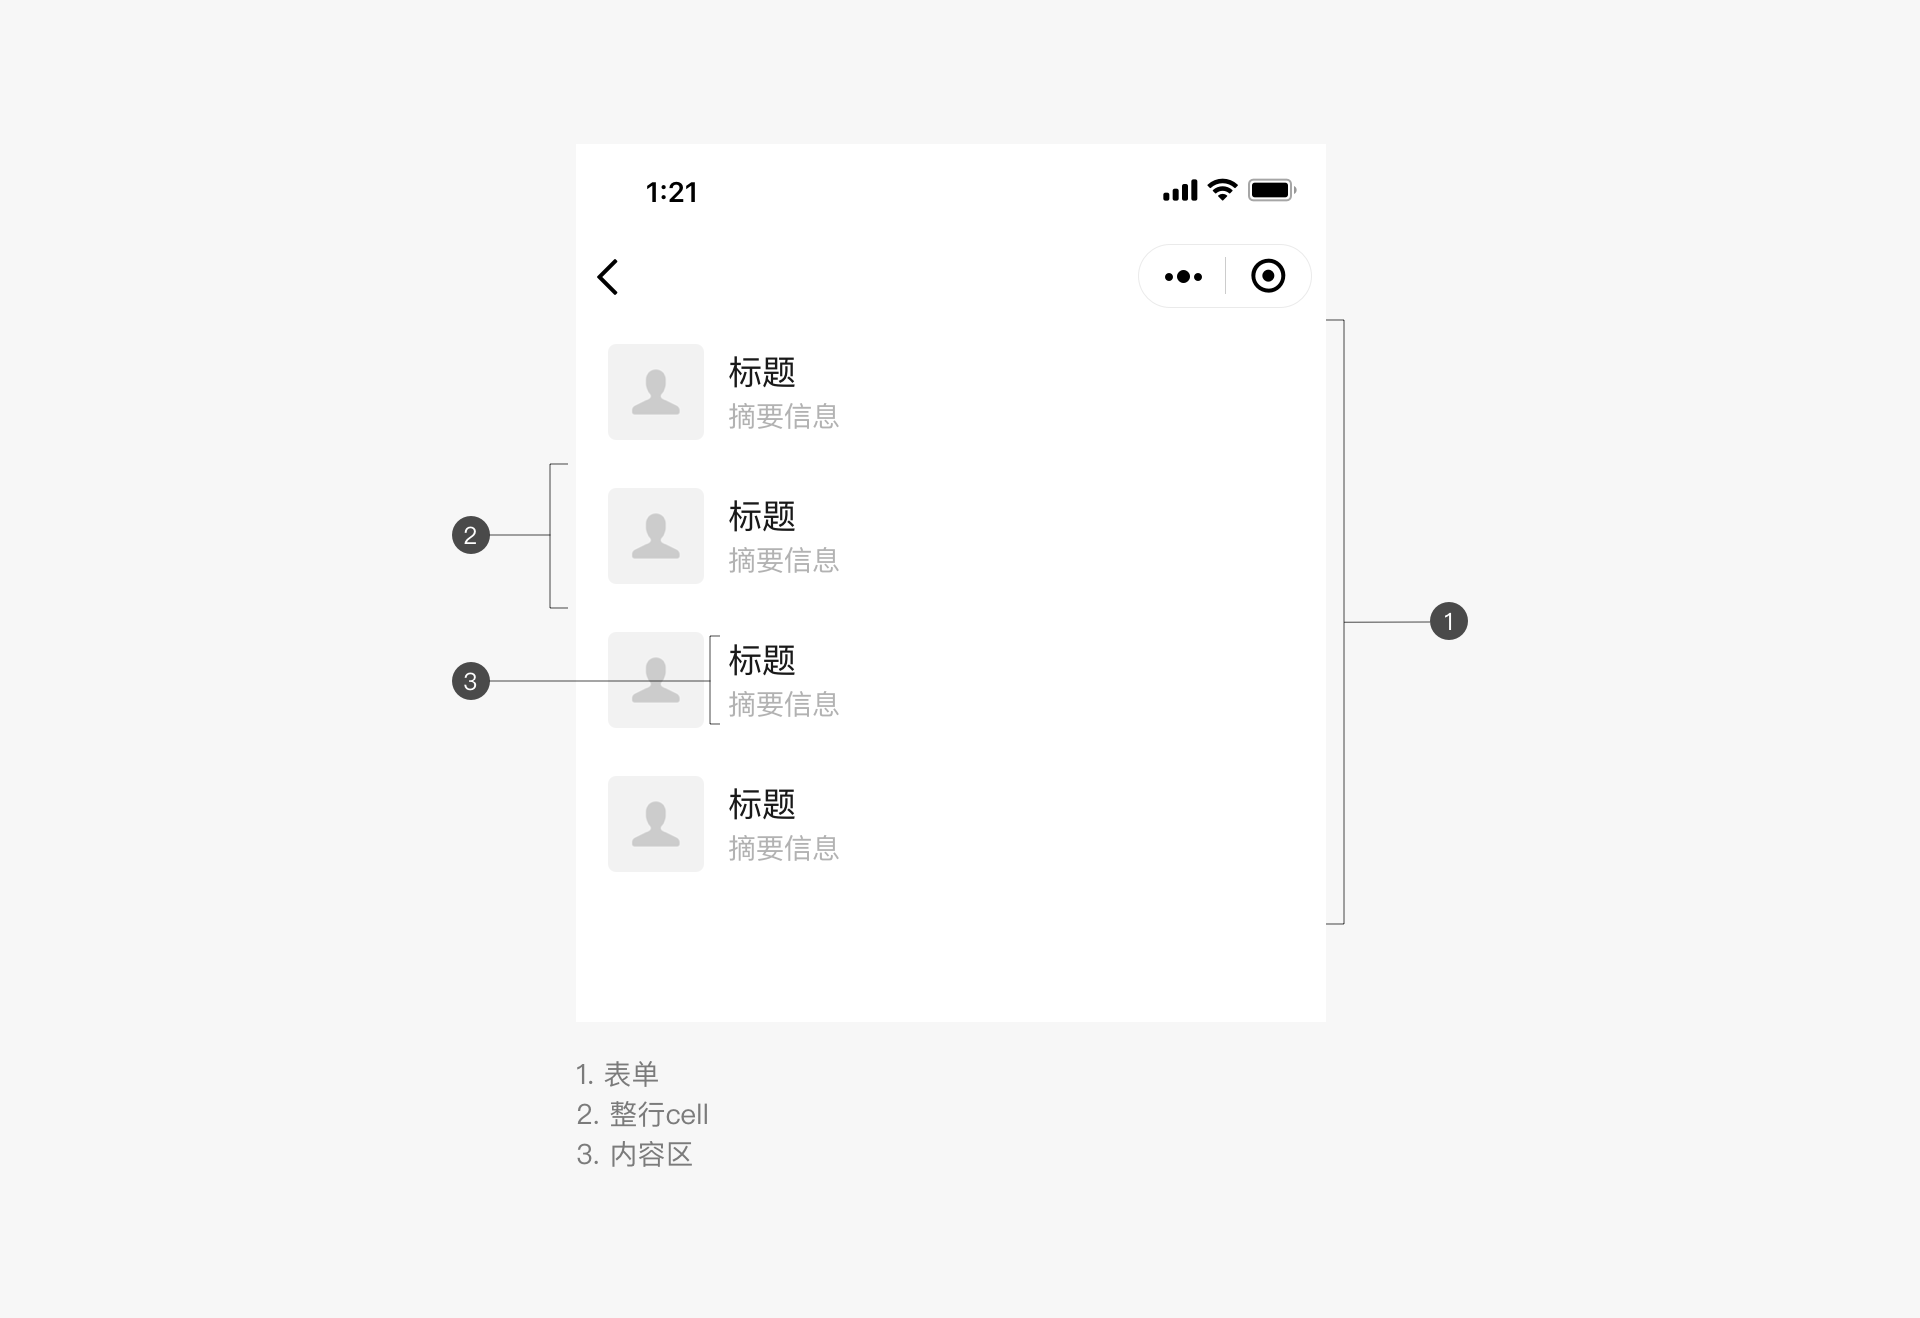 1:21
标题
摘要信息
2
标题
摘要信息
1
3
标题
摘要信息
标题
摘要信息
1. 表单
2. 整行cell
3. 内容区